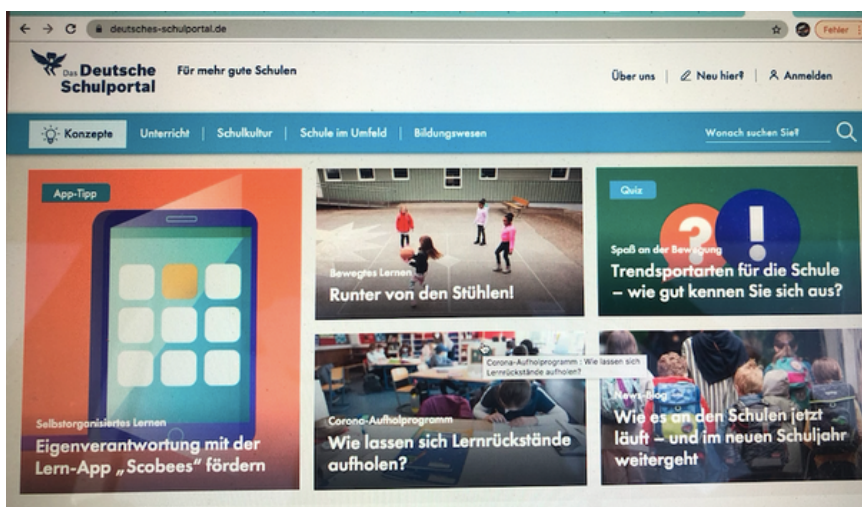 deutsches-schulportal.de
Fehler
Das Deutsche
Schulportal
Für mehr gute Schulen
Über uns | Neu hier? | Anmelden
Konzepte
Unterricht | Schulkultur | Schule im Umfeld | Bildungswesen
Wonach suchen Sie?
App-Tipp
Selbstorganisiertes Lernen
Eigenverantwortung mit der
Lern-App „Scobees“ fördern
Bewegtes Lernen
Runter von den Stühlen!
Quiz
?!
Spaß an der Bewegung
Trendsportarten für die Schule
– wie gut kennen Sie sich aus?
Corona-Aufholprogramm : Wie lassen sich
Lernrückstände aufholen?
Corona-Aufholprogramm
Wie lassen sich Lernrückstände
aufholen?
News-Blog
Wie es an den Schulen jetzt
läuft – und im neuen Schuljahr
weitergeht